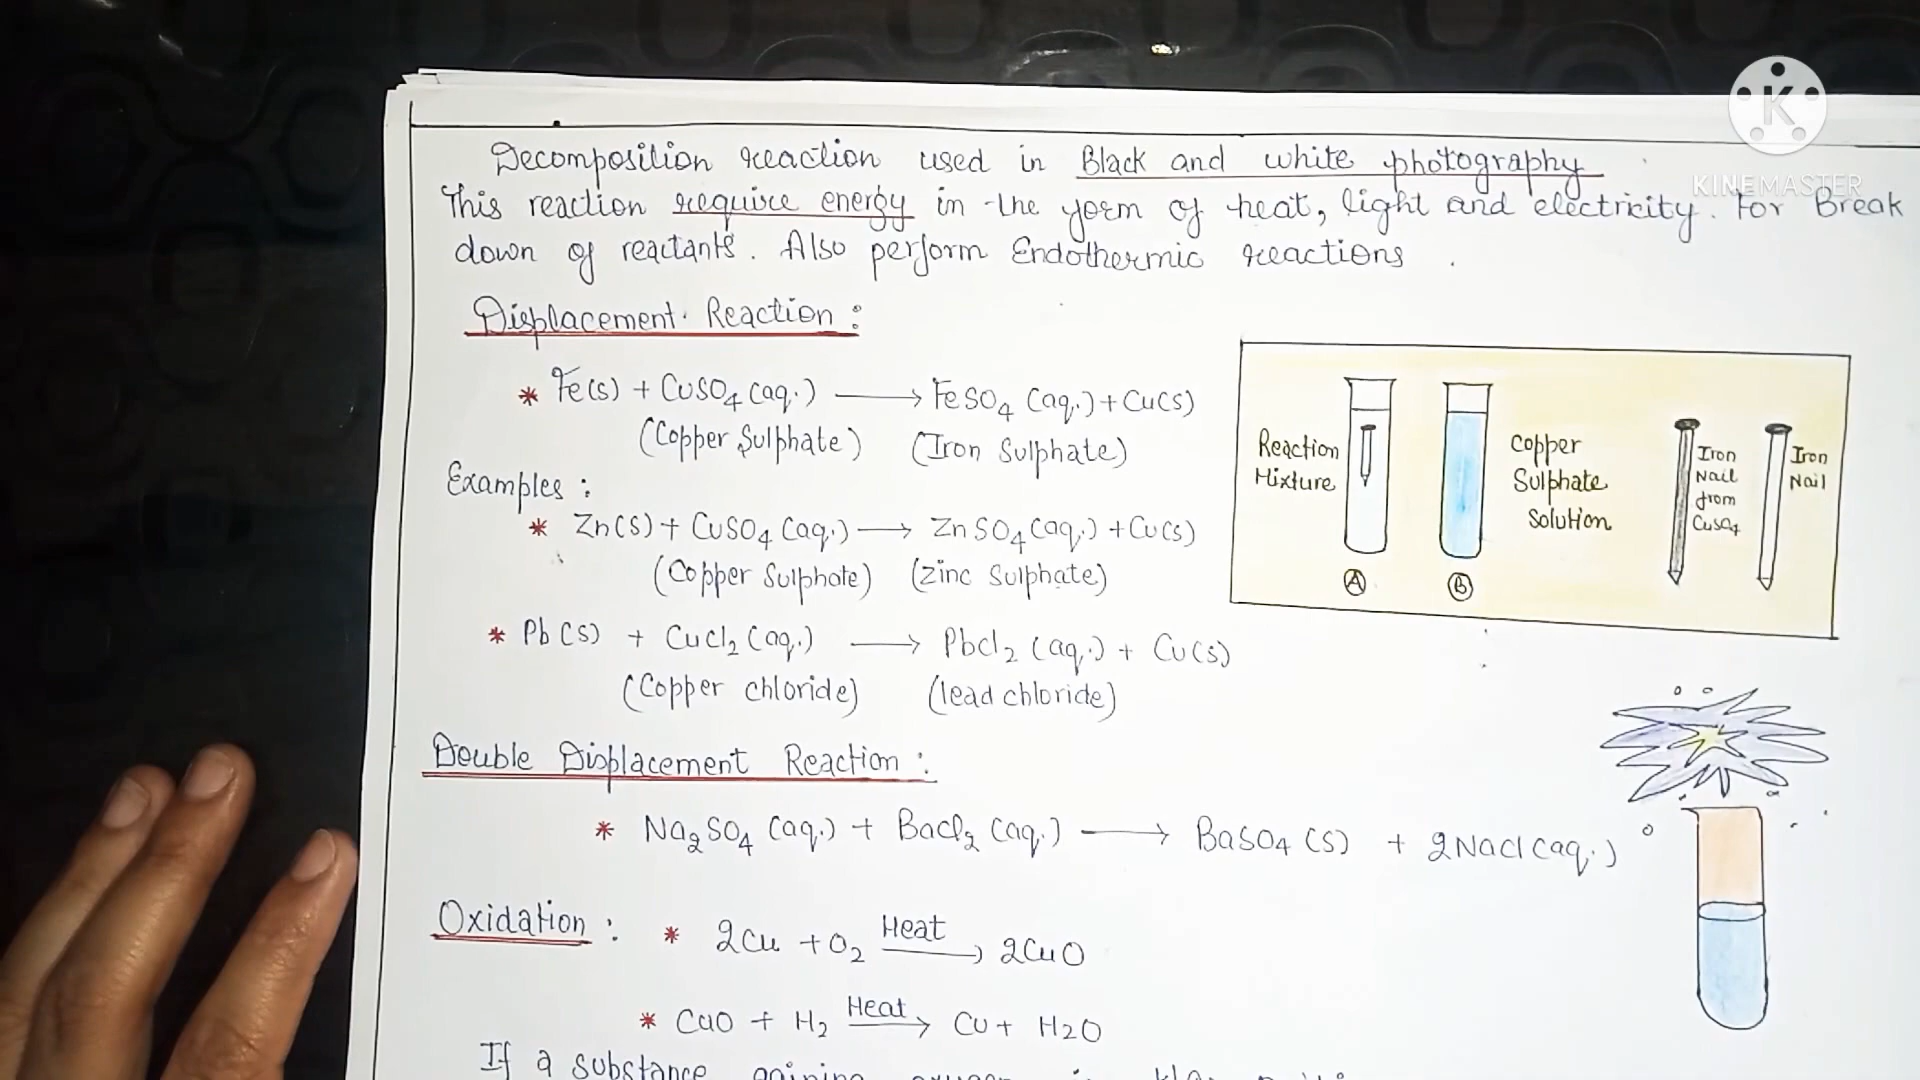 Decomposition reaction used in Black and white photography
This reaction require energy in the form of heat, light and electricity. For Break
down of reactants. Also perform Endothermic reactions.
Displacement Reaction:
* Fe(s) + CuSO4 (aq.) ⟶ FeSO4 (aq.) + Cu(s)
(Copper Sulphate) (Iron Sulphate)
Examples:
* Zn(s) + CuSO4 (aq.) ⟶ ZnSO4 (aq.) + Cu(s)
(Copper Sulphate) (Zinc Sulphate)
* Pb(s) + CuCl2 (aq.) ⟶ PbCl2 (aq.) + Cu(s)
(Copper chloride) (lead chloride)
Reaction
Mixture
A
B
Copper
Sulphate
Solution
Iron
Nail
from
CuSO4
Iron
Nail
Double Displacement Reaction:
* Na2SO4 (aq.) + BaCl2 (aq.) ⟶ BaSO4 (s) + 2NaCl (aq.)
Oxidation: * 2Cu + O2 Heat⟶ 2CuO
* CuO + H2 Heat⟶ Cu + H2O
If a substance gaining oxygen
K
KINEMASTER